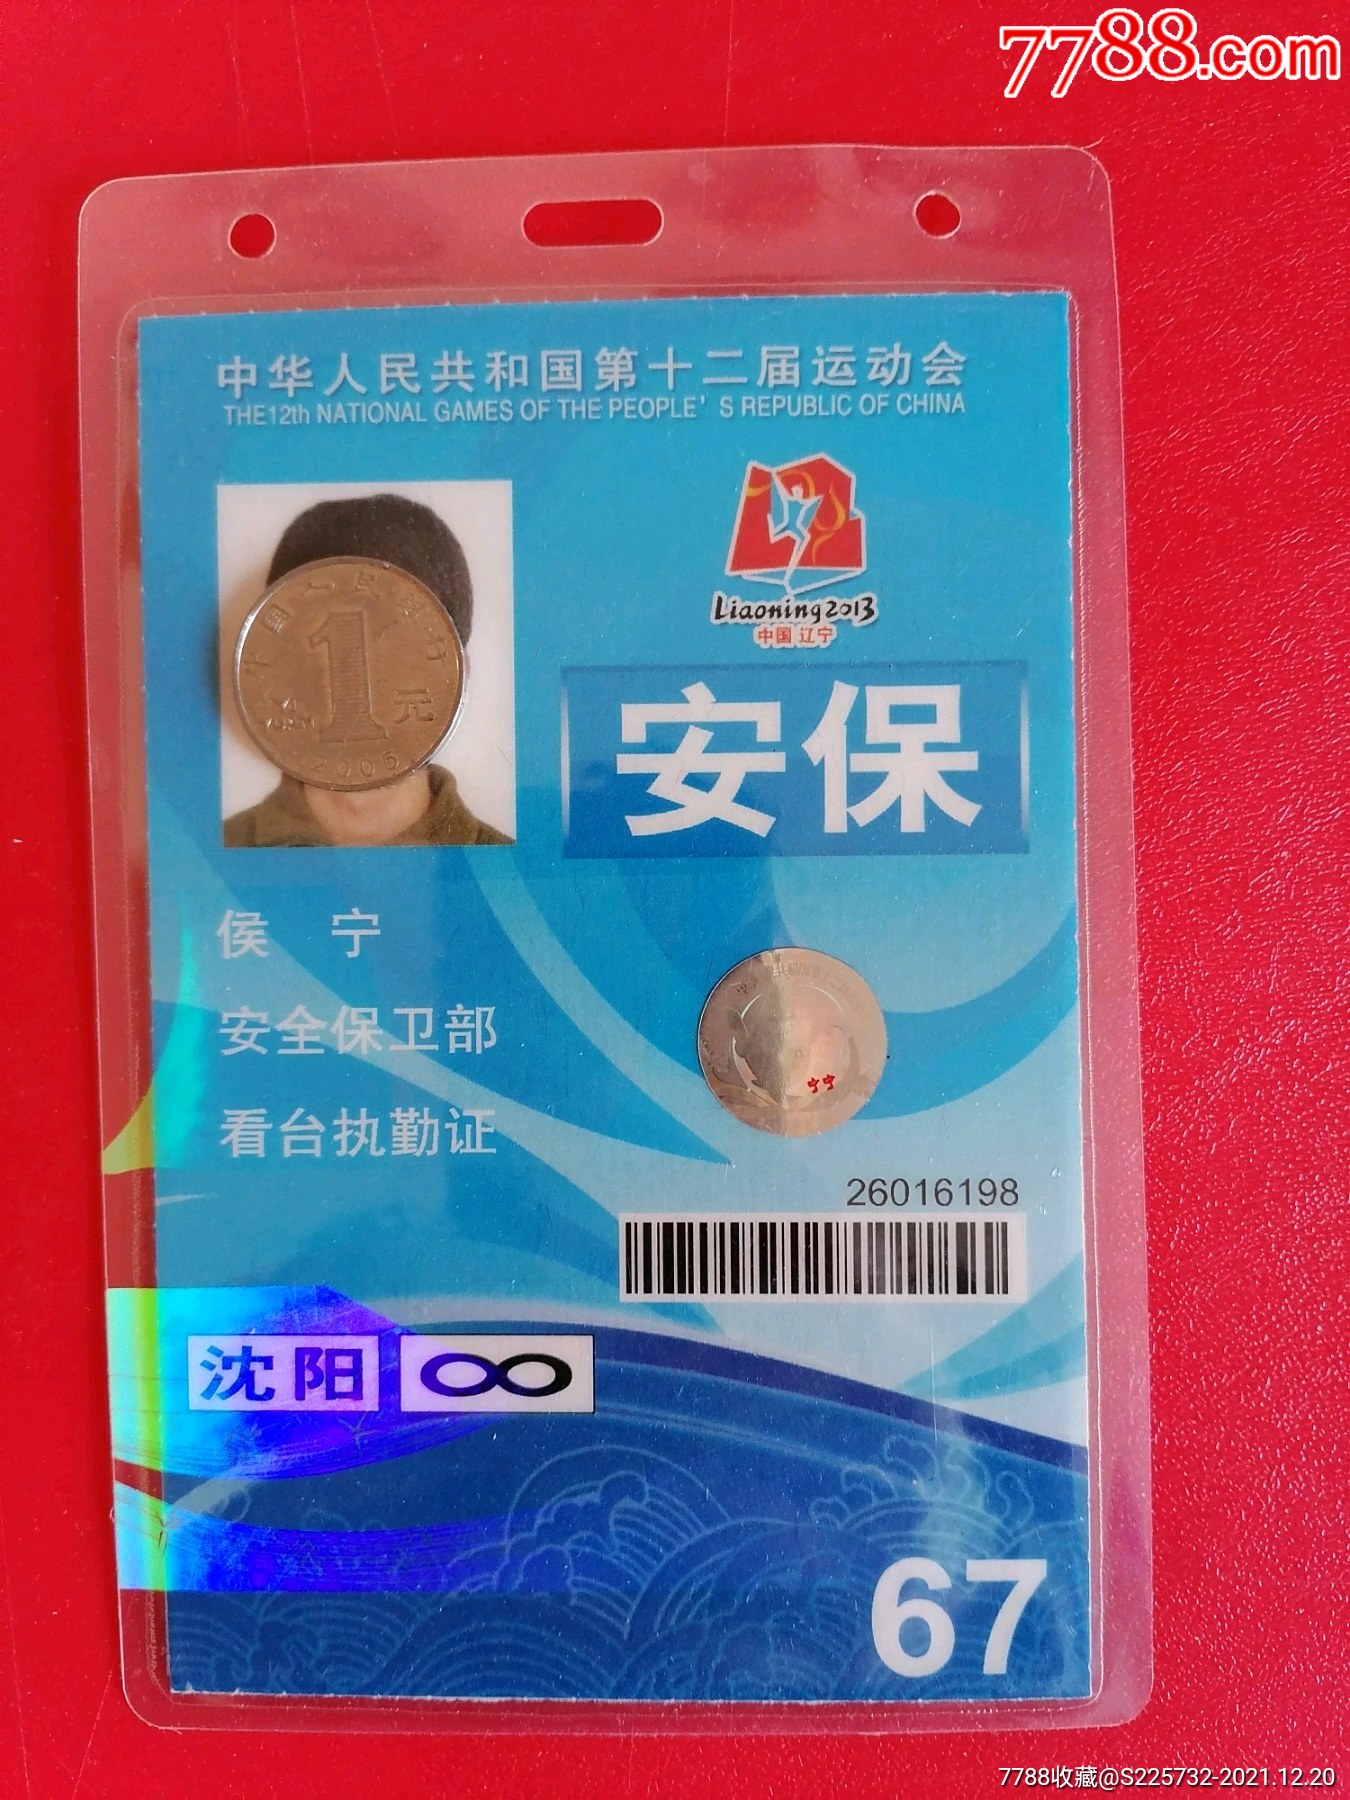 7788.com
中华人民共和国第十二届运动会
THE12th NATIONAL GAMES OF THE PEOPLE'S REPUBLIC OF CHINA
Liaoning2013
中国 辽宁
安保
1
元
2005
侯 宁
安全保卫部
看台执勤证
宁宁
26016198
沈阳
67
7788收藏@S225732-2021.12.20